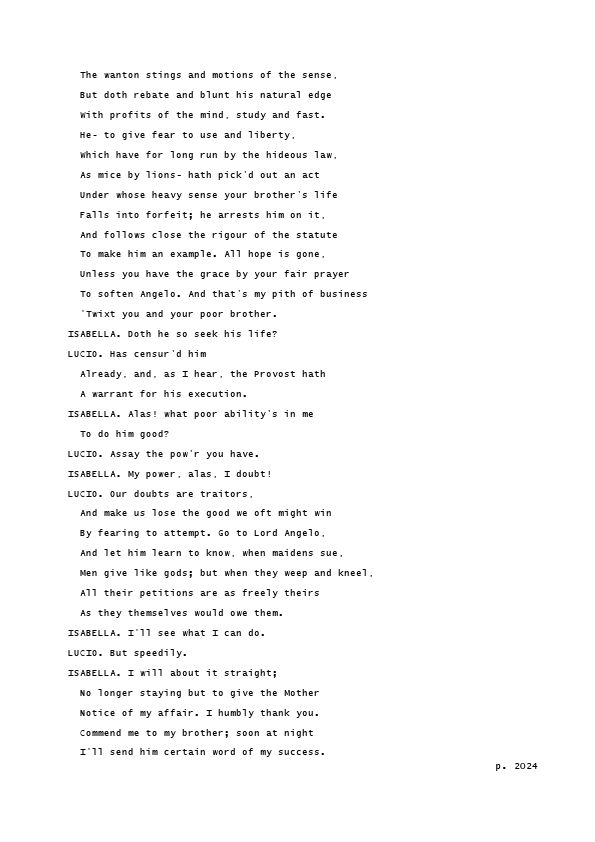 The wanton stings and motions of the sense,
But doth rebate and blunt his natural edge
With profits of the mind, study and fast.
He- to give fear to use and liberty,
Which have for long run by the hideous law,
As mice by lions- hath pick'd out an act
Under whose heavy sense your brother's life
Falls into forfeit; he arrests him on it,
And follows close the rigour of the statute
To make him an example. All hope is gone,
Unless you have the grace by your fair prayer
To soften Angelo. And that's my pith of business
'Twixt you and your poor brother.
ISABELLA. Doth he so seek his life?
LUCIO. Has censur'd him
Already, and, as I hear, the Provost hath
A warrant for his execution.
ISABELLA. Alas! what poor ability's in me
To do him good?
LUCIO. Assay the pow'r you have.
ISABELLA. My power, alas, I doubt!
LUCIO. Our doubts are traitors,
And make us lose the good we oft might win
By fearing to attempt. Go to Lord Angelo,
And let him learn to know, when maidens sue,
Men give like gods; but when they weep and kneel,
All their petitions are as freely theirs
As they themselves would owe them.
ISABELLA. I'll see what I can do.
LUCIO. But speedily.
ISABELLA. I will about it straight;
No longer staying but to give the Mother
Notice of my affair. I humbly thank you.
Commend me to my brother; soon at night
I'll send him certain word of my success.
p. 2024